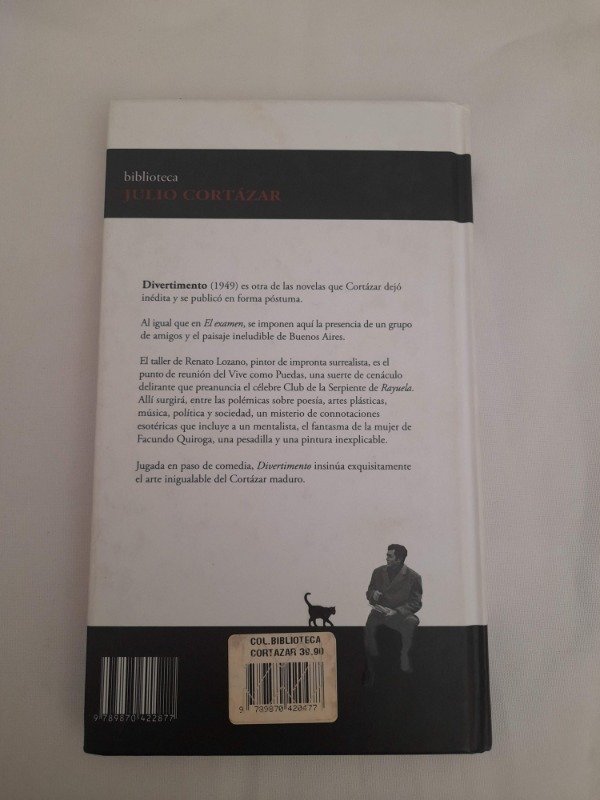 biblioteca
JULIO CORTÁZAR
Divertimento (1949) es otra de las novelas que Cortázar dejó
inédita y se publicó en forma póstuma.
Al igual que en El examen, se imponen aquí la presencia de un grupo
de amigos y el paisaje ineludible de Buenos Aires.
El taller de Renato Lozano, pintor de impronta surrealista, es el
punto de reunión del Vive como Puedas, una suerte de cenáculo
delirante que preanuncia el célebre Club de la Serpiente de Rayuela.
Allí surgirá, entre las polémicas sobre poesía, artes plásticas,
música, política y sociedad, un misterio de connotaciones
esotéricas que incluye a un mentalista, el fantasma de la mujer de
Facundo Quiroga, una pesadilla y una pintura inexplicable.
Jugada en paso de comedia, Divertimento insinúa exquisitamente
el arte inigualable del Cortázar maduro.
COL.BIBLIOTECA
CORTAZAR 39.90
9 789870 420477
9 789870 422877